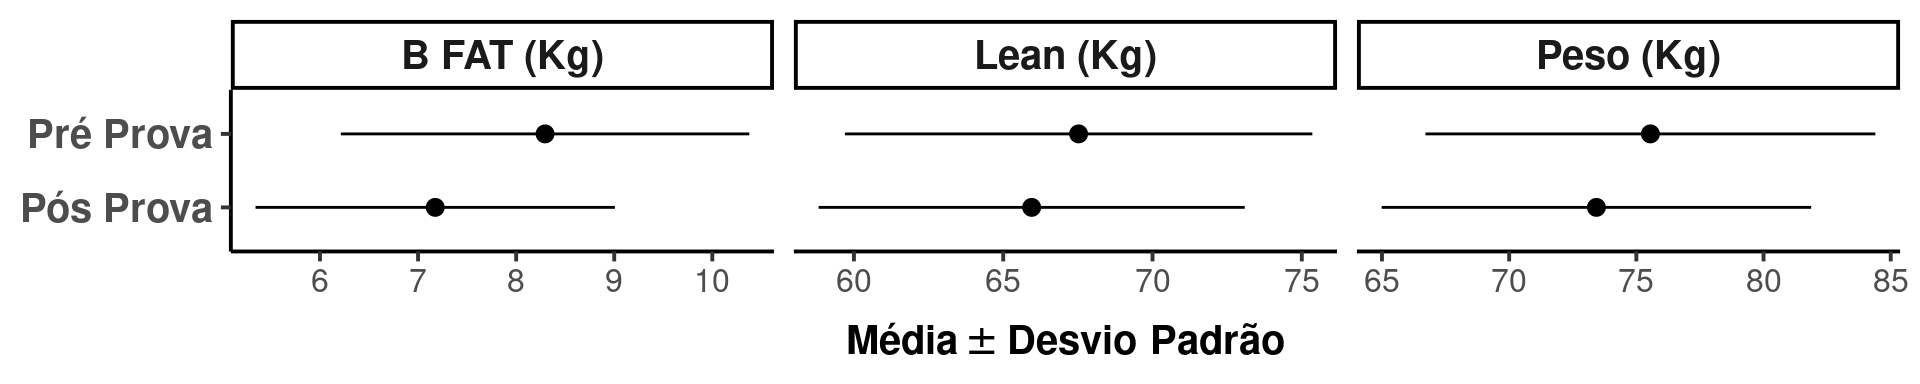 B FAT (Kg) Lean (Kg) Peso (Kg)
Pré Prova
Pós Prova
6 7 8 9 10 60 65 70 75 65 70 75 80 85
Média ± Desvio Padrão